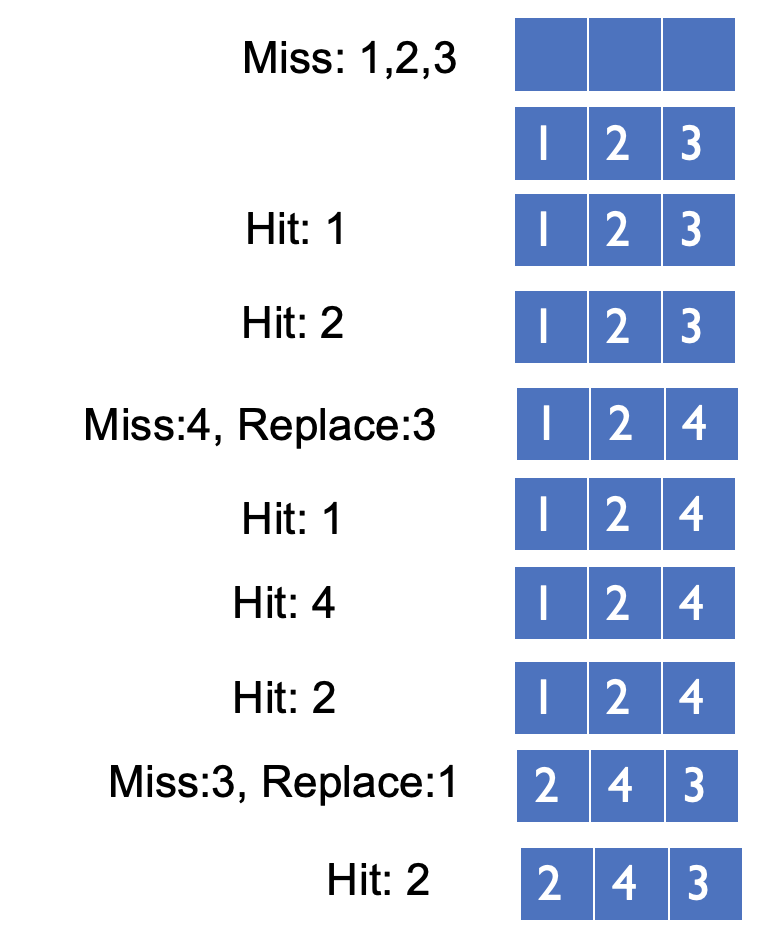 Miss: 1,2,3
1 2 3
Hit: 1 1 2 3
Hit: 2 1 2 3
Miss:4, Replace:3 1 2 4
Hit: 1 1 2 4
Hit: 4 1 2 4
Hit: 2 1 2 4
Miss:3, Replace:1 2 4 3
Hit: 2 2 4 3